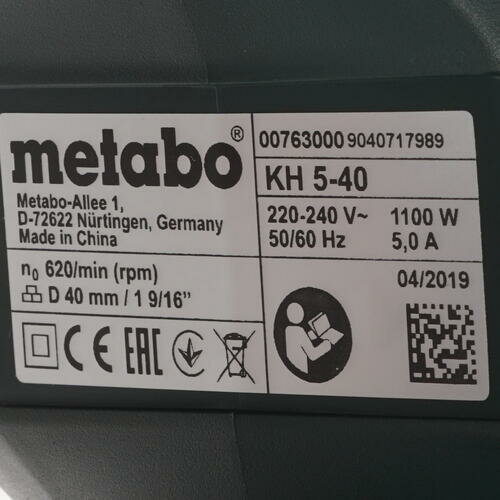 metabo®
Metabo-Allee 1,
D-72622 Nürtingen, Germany
Made in China
n₀ 620/min (rpm)
D 40 mm / 1 9/16"
CE EAC
00763000 9040717989
KH 5-40
220-240 V~ 1100 W
50/60 Hz 5,0 A
04/2019